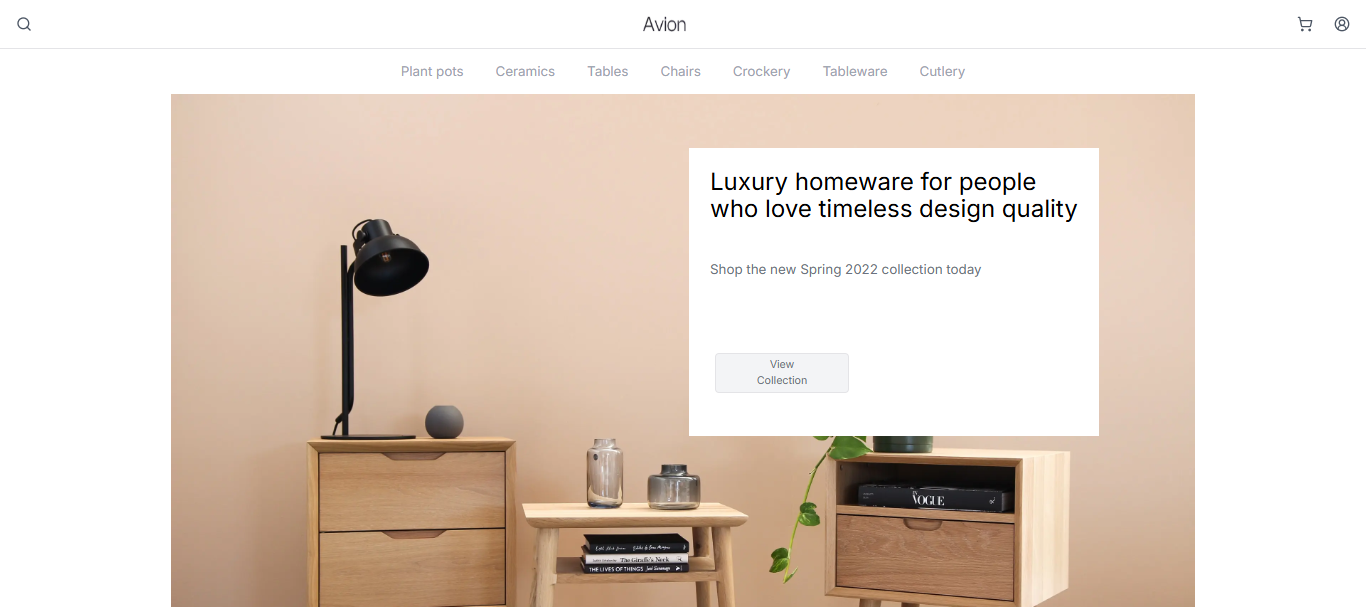 Avion
Plant pots Ceramics Tables Chairs Crockery Tableware Cutlery
Luxury homeware for people
who love timeless design quality
Shop the new Spring 2022 collection today
View
Collection
VOGUE
The Giraffe's Neck
THE LIVES OF THINGS